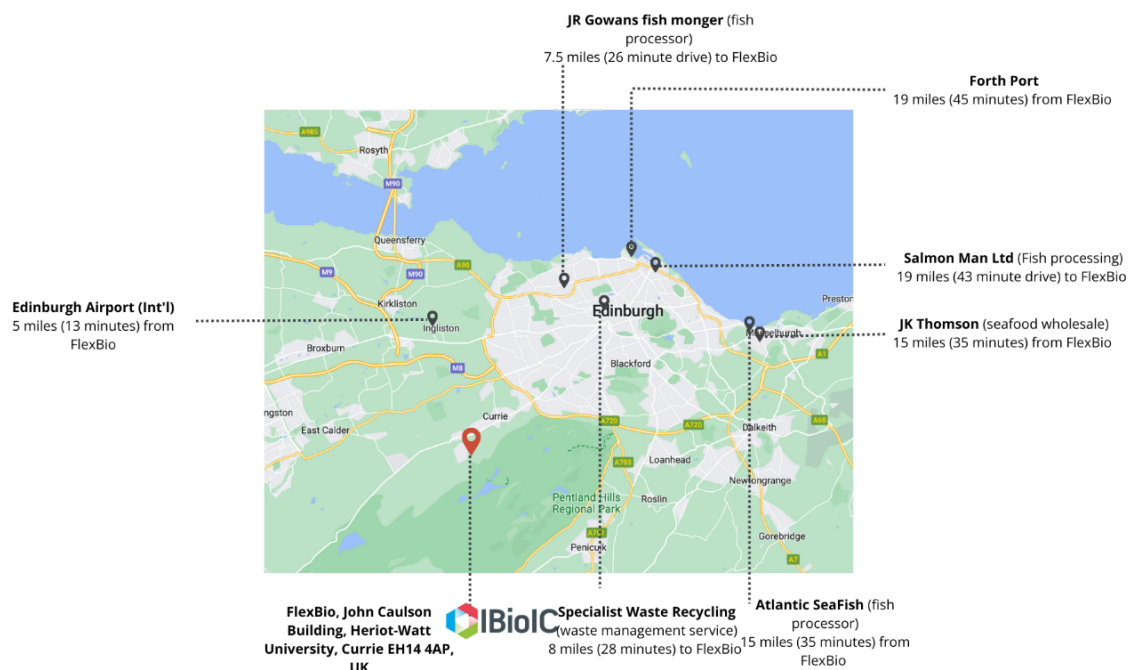 JR Gowans fish monger (fish
processor)
7.5 miles (26 minute drive) to FlexBio
Forth Port
19 miles (45 minutes) from FlexBio
Salmon Man Ltd (Fish processing)
19 miles (43 minute drive) to FlexBio
JK Thomson (seafood wholesale)
15 miles (35 minutes) from FlexBio
Edinburgh Airport (Int'l)
5 miles (13 minutes) from
FlexBio
A985
Rosyth
M90
Queensferry
A90
M9
M90
Kirkliston
Ingliston
Broxburn
M8
Edinburgh
Blackford
Preston
Musselburgh
A1
ingston
East Calder
Currie
A720
A720
A68
Dalkeith
A703
Loanhead
Newtongrange
Pentland Hills
Regional Park
Roslin
Penicuik
Gorebridge
A7
FlexBio, John Caulson
Building, Heriot-Watt
University, Currie EH14 4AP,
UK
IBioIC
Specialist Waste Recycling
(waste management service)
8 miles (28 minutes) to FlexBio
Atlantic SeaFish (fish
processor)
15 miles (35 minutes) from
FlexBio